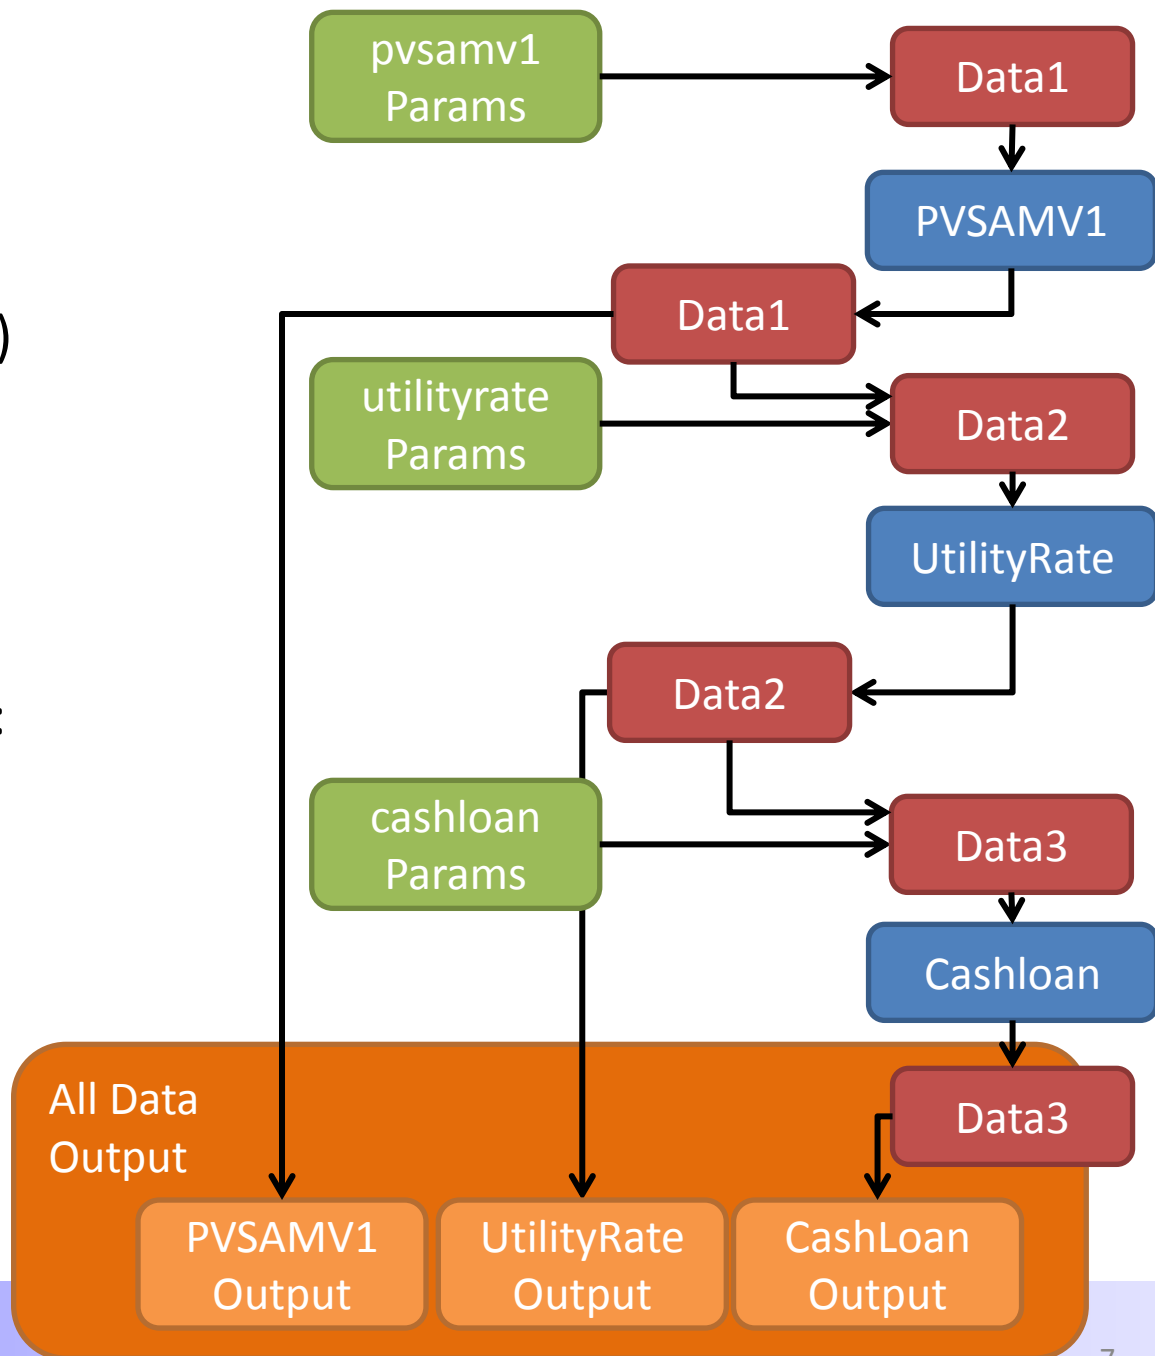 pvsamv1
Params
Data1
PVSAMV1
Data1
)
utilityrate
Params
Data2
UtilityRate
Data2
:
cashloan
Params
Data3
Cashloan
All Data
Output
Data3
PVSAMV1
Output
UtilityRate
Output
CashLoan
Output
7